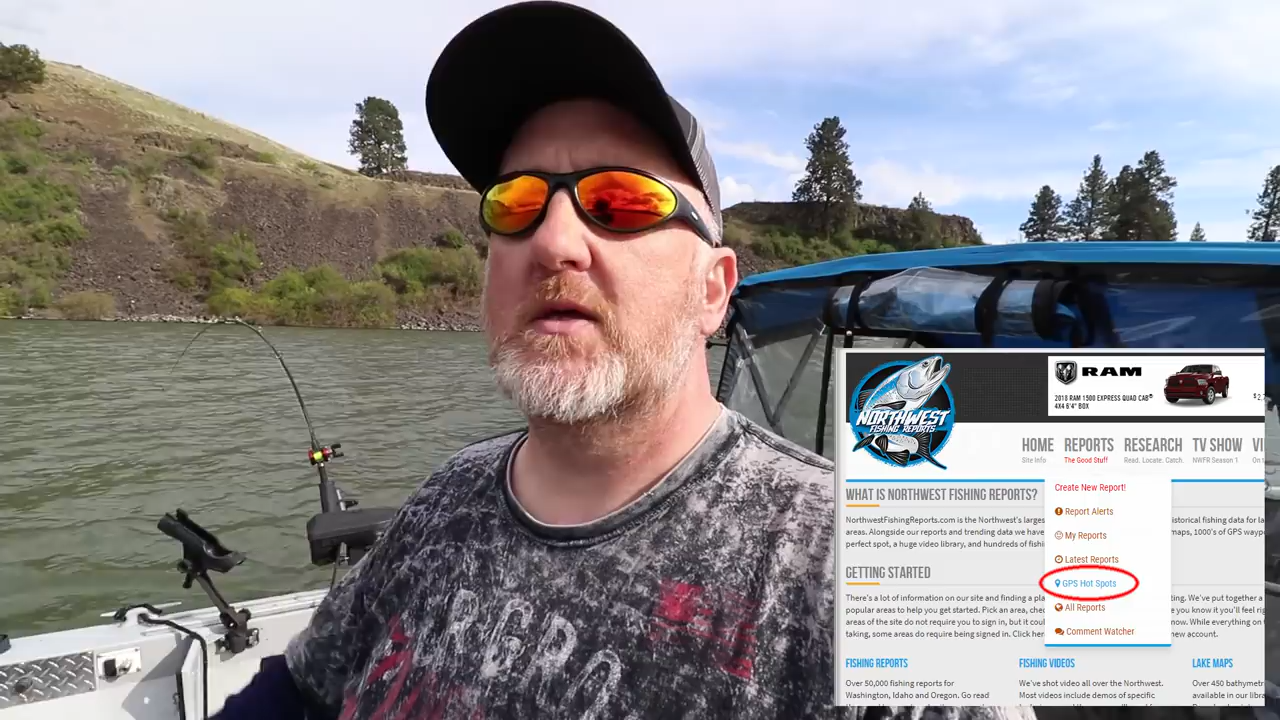 RGRO
NORTHWEST
FISHING REPORTS
RAM
2018 RAM 1500 EXPRESS QUAD CAB®
4X4 6'4" BOX
HOME REPORTS RESEARCH TV SHOW
Site Info The Good Stuff Read. Locate. Catch. NWFR Season 1
Create New Report!
Report Alerts
My Reports
Latest Reports
GPS Hot Spots
All Reports
Comment Watcher
WHAT IS NORTHWEST FISHING REPORTS?
NorthwestFishingReports.com is the Northwest's larges istorical fishing data for la
areas. Alongside our reports and trending data we have maps, 1000's of GPS wayp
perfect spot, a huge video library, and hundreds of fishi
GETTING STARTED
There's a lot of information on our site and finding a pla ting. We've put together a
popular areas to help you get started. Pick an area, chec you know it you'll feel rig
areas of the site do not require you to sign in, but it coul now. While everything on
taking, some areas do require being signed in. Click her new account.
FISHING REPORTS FISHING VIDEOS LAKE MAPS
Over 50,000 fishing reports for We've shot video all over the Northwest. Over 450 bathymetr
Washington, Idaho and Oregon. Go read Most videos include demos of specific available in our librar